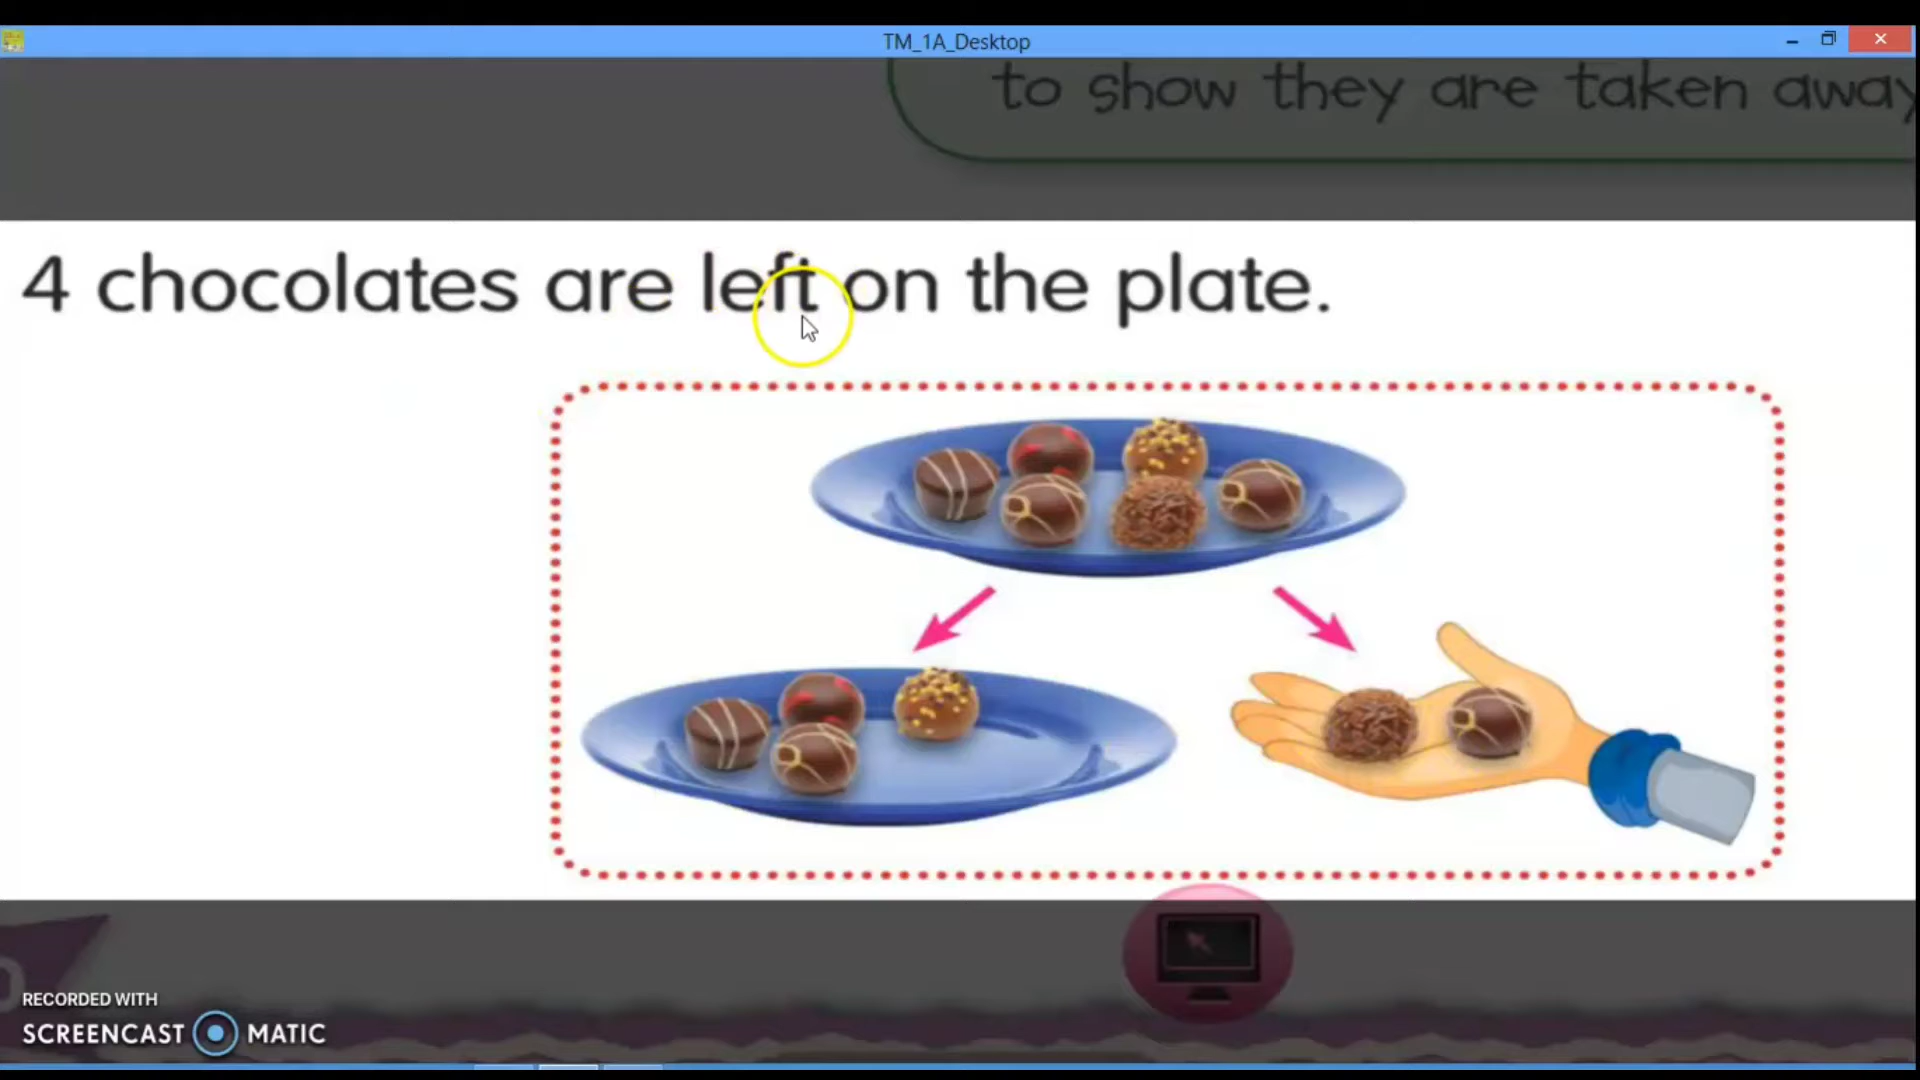 TM_1A_Desktop
to show they are taken away
4 chocolates are left on the plate.
RECORDED WITH
SCREENCAST MATIC